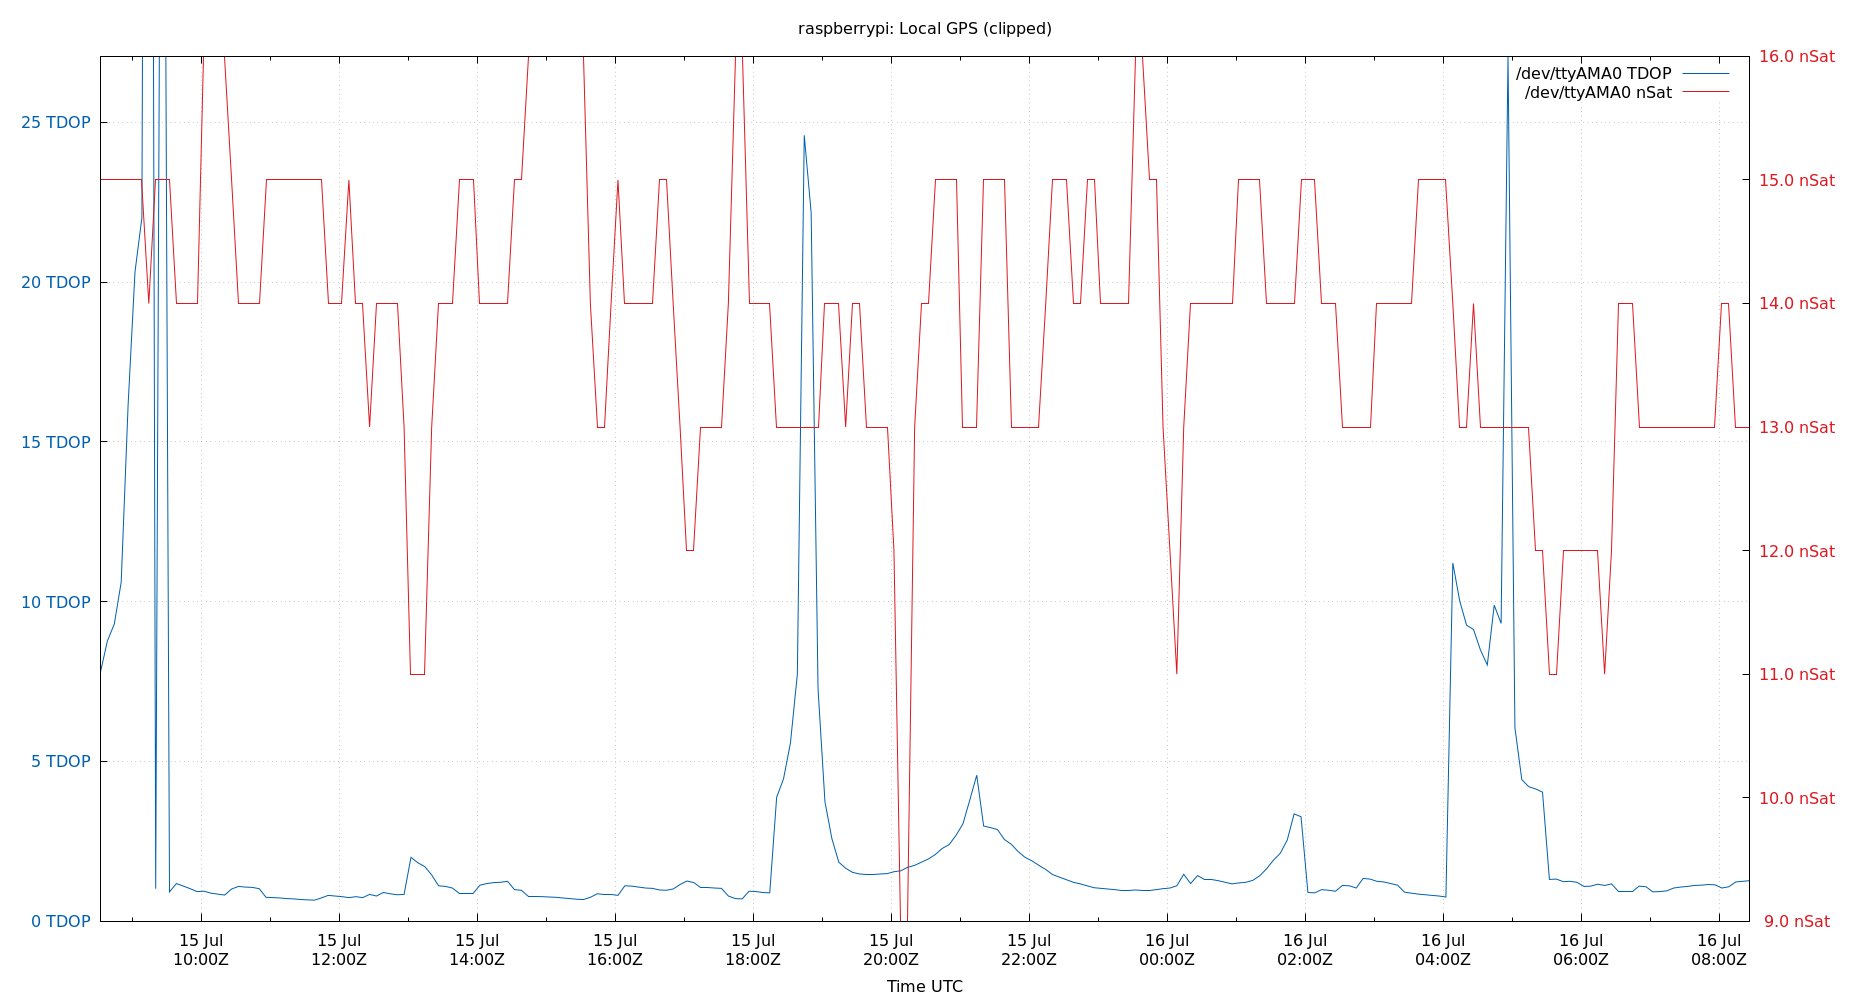 raspberrypi: Local GPS (clipped)
/dev/ttyAMA0 TDOP
/dev/ttyAMA0 nSat
25 TDOP
20 TDOP
15 TDOP
10 TDOP
5 TDOP
0 TDOP
16.0 nSat
15.0 nSat
14.0 nSat
13.0 nSat
12.0 nSat
11.0 nSat
10.0 nSat
9.0 nSat
15 Jul 15 Jul 15 Jul 15 Jul 15 Jul 15 Jul 15 Jul 16 Jul 16 Jul 16 Jul 16 Jul 16 Jul
10:00Z 12:00Z 14:00Z 16:00Z 18:00Z 20:00Z 22:00Z 00:00Z 02:00Z 04:00Z 06:00Z 08:00Z
Time UTC